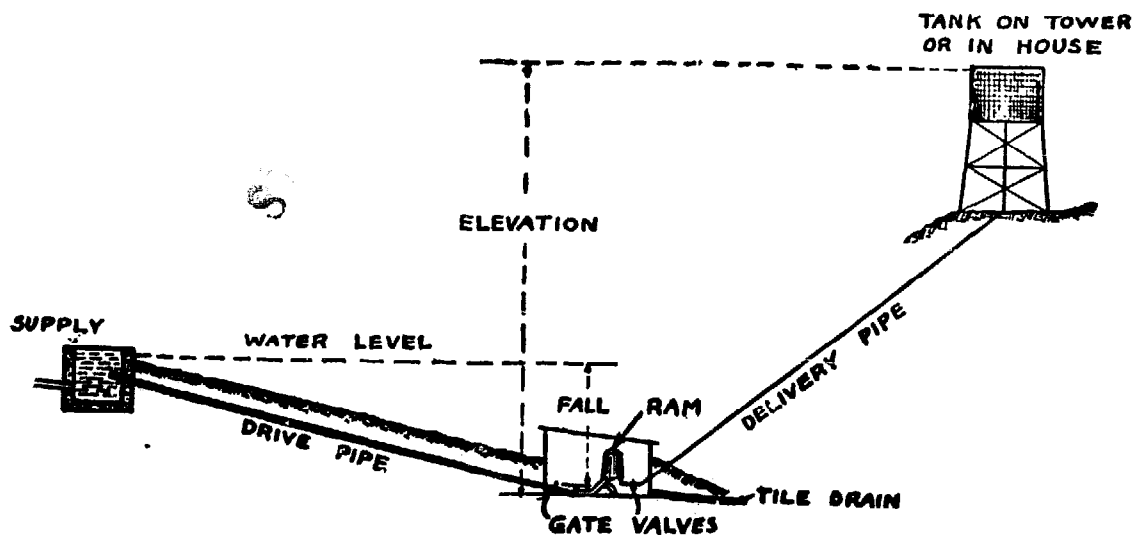 TANK ON TOWER
OR IN HOUSE
ELEVATION
SUPPLY
WATER LEVEL
FALL
RAM
DELIVERY PIPE
DRIVE PIPE
TILE DRAIN
GATE VALVES